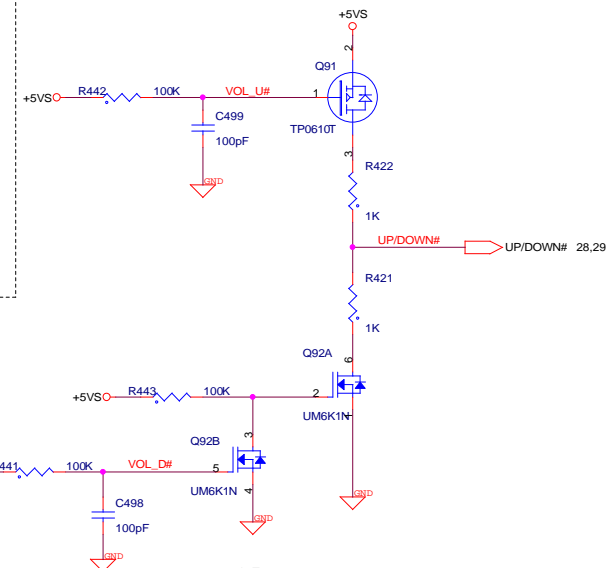 +5VS
2
Q91
+5VS
R442
100K
VOL_U#
1
C499
100pF
TP0610T
3
GND
R422
1K
UP/DOWN#
UP/DOWN# 28,29
R421
1K
Q92A
6
+5VS
R443
100K
2
UM6K1N
1
3
Q92B
441
100K
VOL_D#
5
UM6K1N
4
C498
100pF
GND
GND
GND